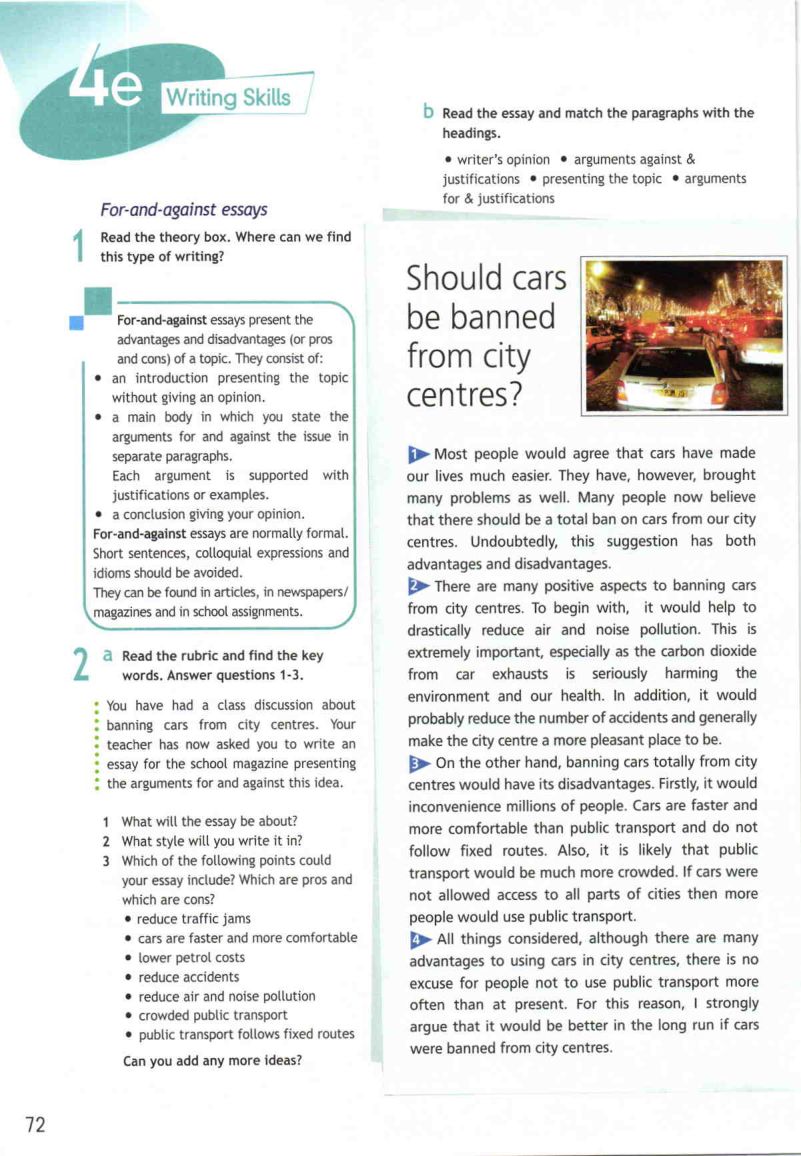 4e Writing Skills
For-and-against essays
1 Read the theory box. Where can we find
this type of writing?
For-and-against essays present the
advantages and disadvantages (or pros
and cons) of a topic. They consist of:
• an introduction presenting the topic
without giving an opinion.
• a main body in which you state the
arguments for and against the issue in
separate paragraphs.
Each argument is supported with
justifications or examples.
• a conclusion giving your opinion.
For-and-against essays are normally formal.
Short sentences, colloquial expressions and
idioms should be avoided.
They can be found in articles, in newspapers/
magazines and in school assignments.
2 a Read the rubric and find the key
words. Answer questions 1-3.
You have had a class discussion about
banning cars from city centres. Your
teacher has now asked you to write an
essay for the school magazine presenting
the arguments for and against this idea.
1 What will the essay be about?
2 What style will you write it in?
3 Which of the following points could
your essay include? Which are pros and
which are cons?
• reduce traffic jams
• cars are faster and more comfortable
• lower petrol costs
• reduce accidents
• reduce air and noise pollution
• crowded public transport
• public transport follows fixed routes
Can you add any more ideas?
72
b Read the essay and match the paragraphs with the
headings.
• writer's opinion • arguments against &
justifications • presenting the topic • arguments
for & justifications
Should cars
be banned
from city
centres?
1 Most people would agree that cars have made
our lives much easier. They have, however, brought
many problems as well. Many people now believe
that there should be a total ban on cars from our city
centres. Undoubtedly, this suggestion has both
advantages and disadvantages.
2 There are many positive aspects to banning cars
from city centres. To begin with, it would help to
drastically reduce air and noise pollution. This is
extremely important, especially as the carbon dioxide
from car exhausts is seriously harming the
environment and our health. In addition, it would
probably reduce the number of accidents and generally
make the city centre a more pleasant place to be.
3 On the other hand, banning cars totally from city
centres would have its disadvantages. Firstly, it would
inconvenience millions of people. Cars are faster and
more comfortable than public transport and do not
follow fixed routes. Also, it is likely that public
transport would be much more crowded. If cars were
not allowed access to all parts of cities then more
people would use public transport.
4 All things considered, although there are many
advantages to using cars in city centres, there is no
excuse for people not to use public transport more
often than at present. For this reason, I strongly
argue that it would be better in the long run if cars
were banned from city centres.